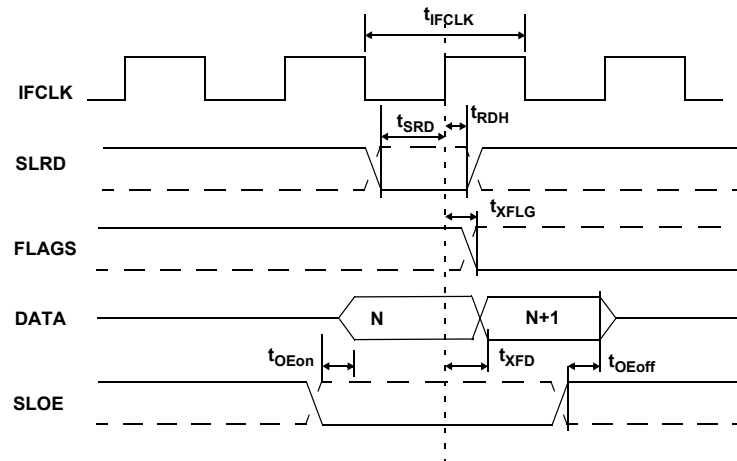 tIFCLK
IFCLK
tSRD
tRDH
SLRD
tXFLG
FLAGS
DATA
N
N+1
tOEon
tXFD
tOEoff
SLOE